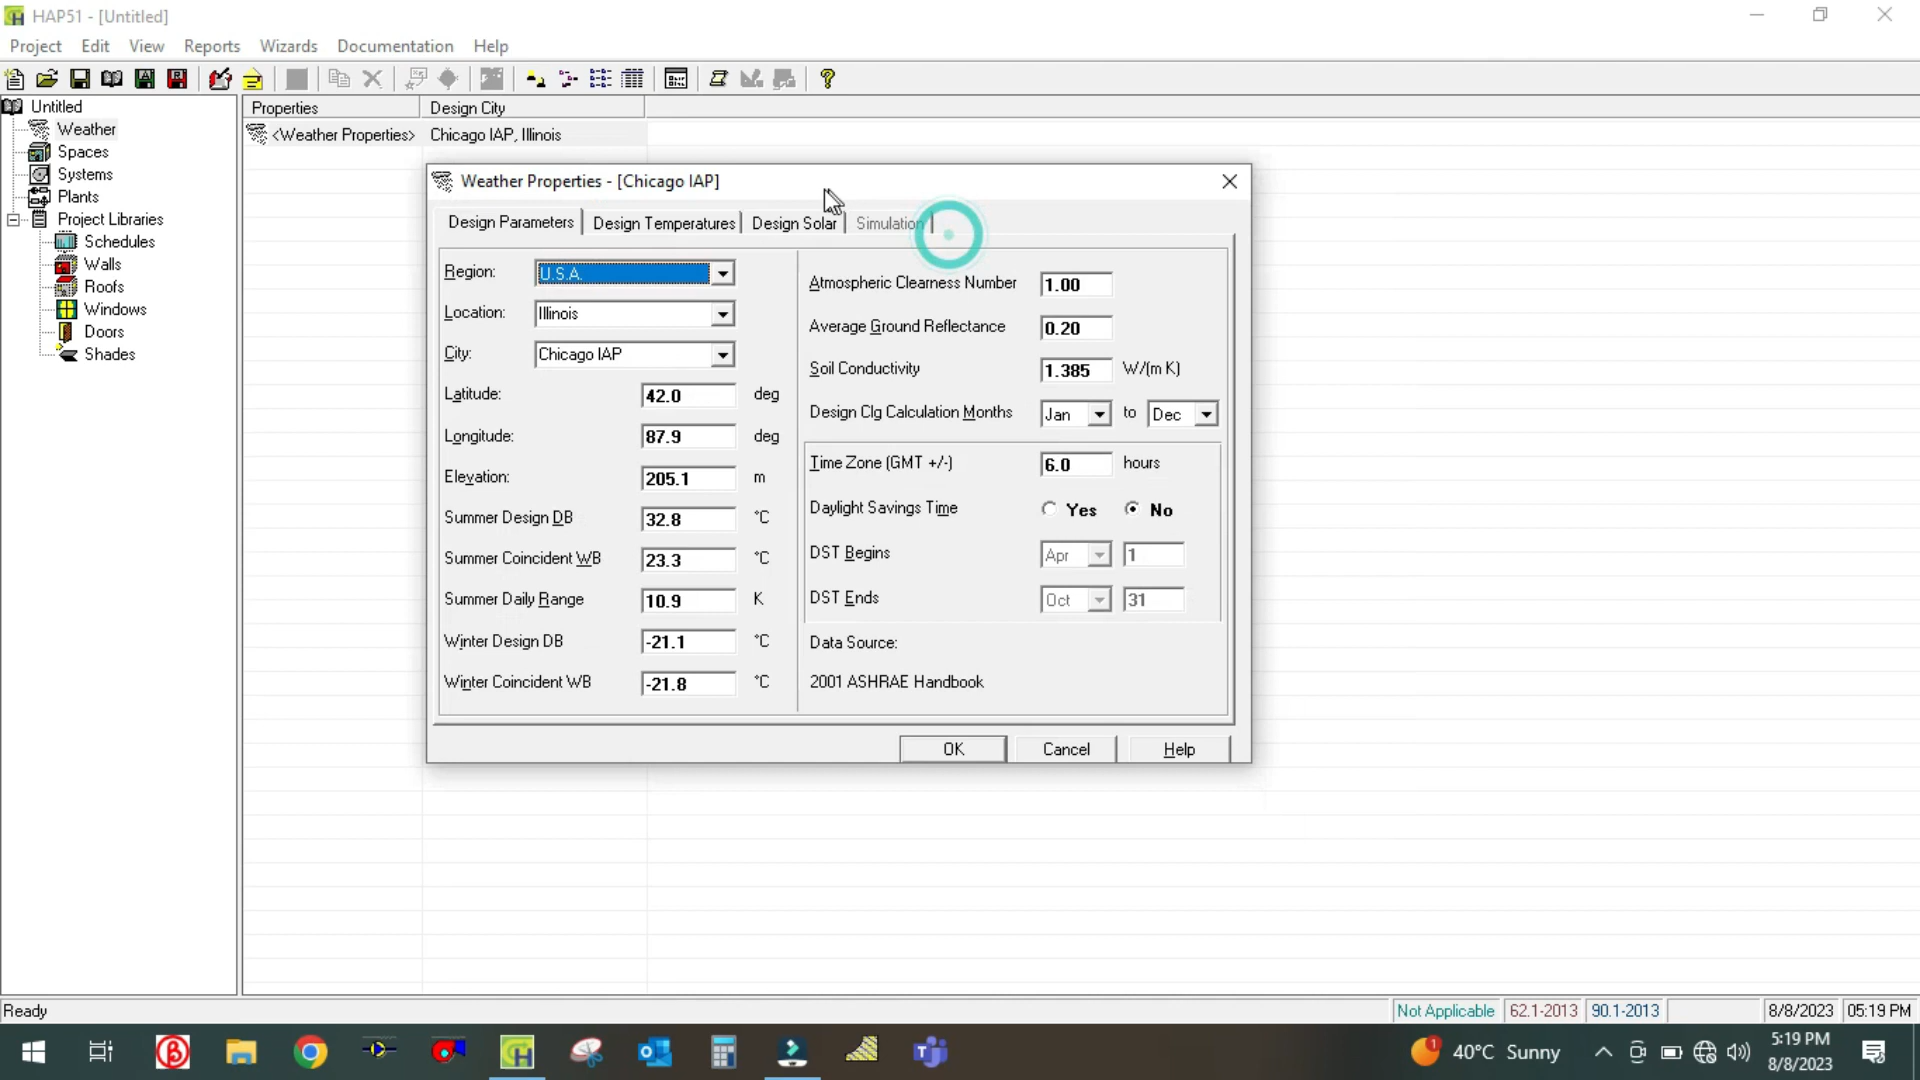 HAP51 - [Untitled]
Project Edit View Reports Wizards Documentation Help
Untitled
Weather
Spaces
Systems
Plants
Project Libraries
Schedules
Walls
Roofs
Windows
Doors
Shades
Properties Design City
<Weather Properties> Chicago IAP, Illinois
Weather Properties - [Chicago IAP]
Design Parameters Design Temperatures Design Solar Simulation
Region: U.S.A.
Location: Illinois
City: Chicago IAP
Latitude: 42.0 deg
Longitude: 87.9 deg
Elevation: 205.1 m
Summer Design DB 32.8 °C
Summer Coincident WB 23.3 °C
Summer Daily Range 10.9 K
Winter Design DB -21.1 °C
Winter Coincident WB -21.8 °C
Atmospheric Clearness Number 1.00
Average Ground Reflectance 0.20
Soil Conductivity 1.385 W/(m K)
Design Clg Calculation Months Jan to Dec
Time Zone (GMT +/-) 6.0 hours
Daylight Savings Time Yes No
DST Begins Apr 1
DST Ends Oct 31
Data Source:
2001 ASHRAE Handbook
OK Cancel Help
Ready Not Applicable 62.1-2013 90.1-2013 8/8/2023 05:19 PM
1 40°C Sunny 5:19 PM
8/8/2023